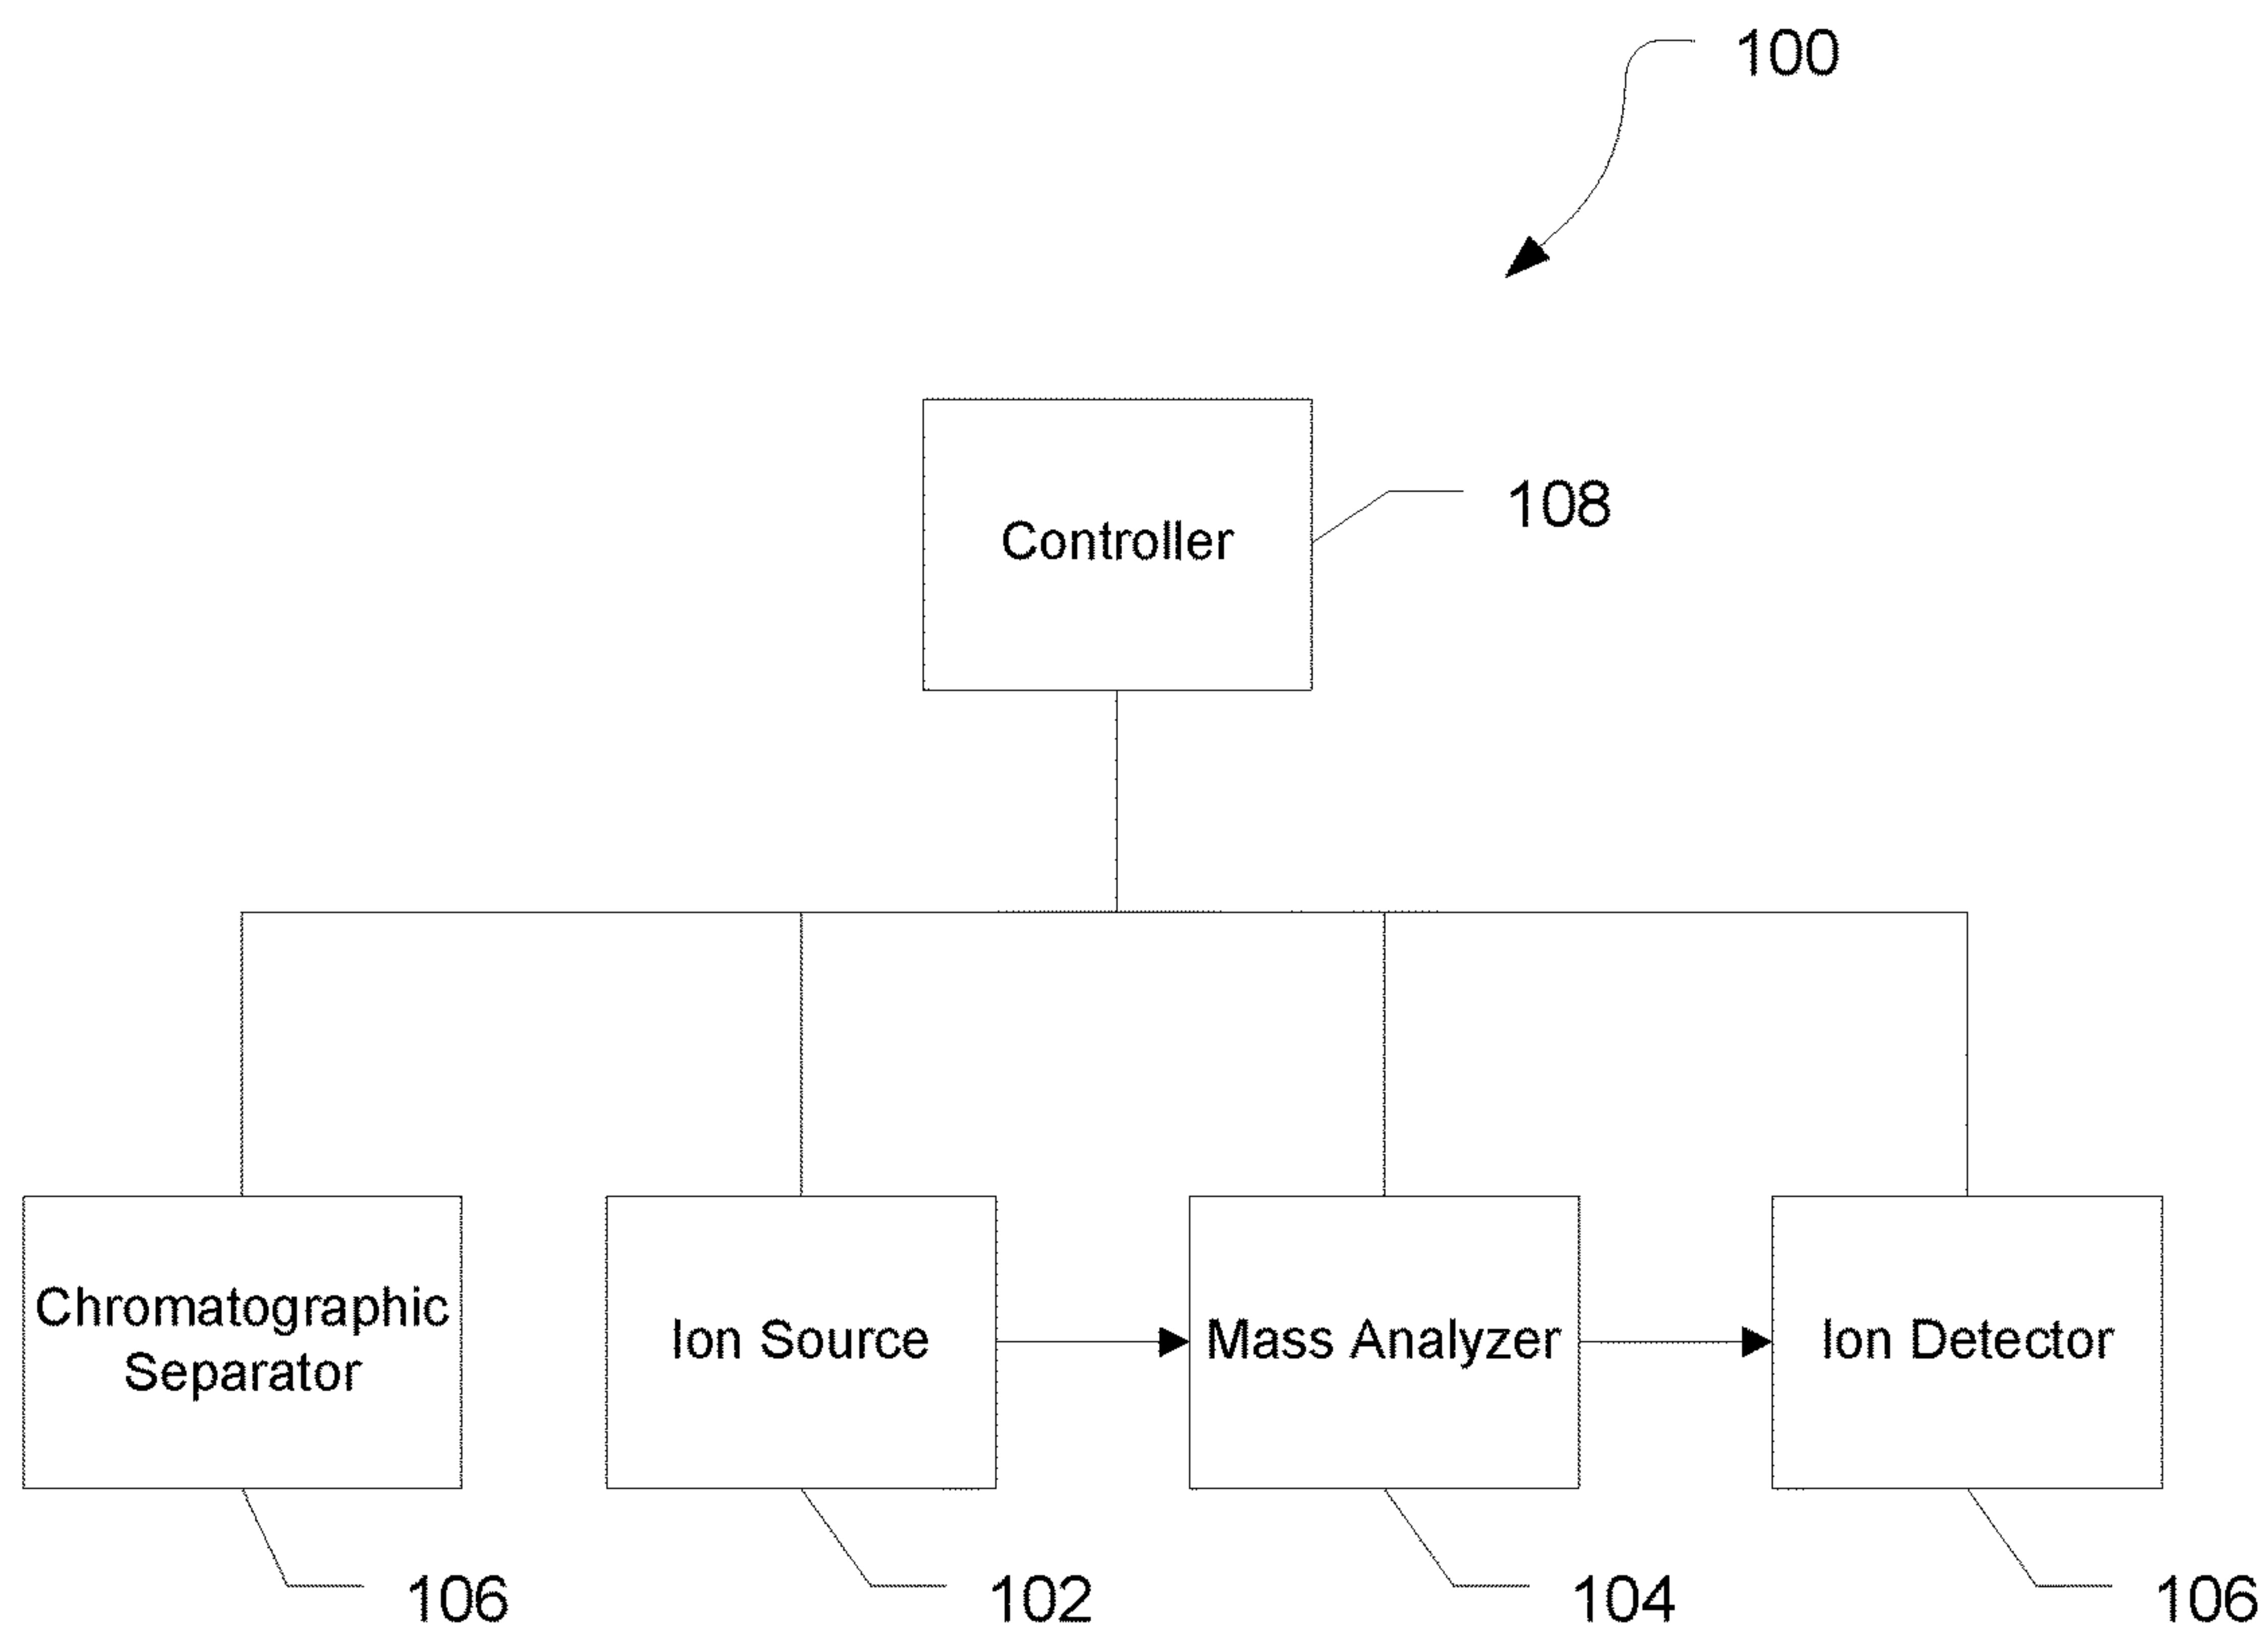 100
Controller
108
Chromatographic
Separator
Ion Source
Mass Analyzer
Ion Detector
106
102
104
106